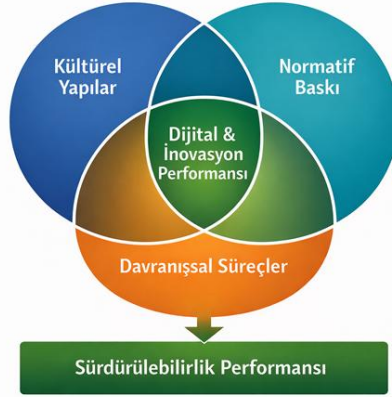 Kültürel
Yapılar
Normatif
Baskı
Dijital &
İnovasyon
Performansı
Davranışsal Süreçler
Sürdürülebilirlik Performansı